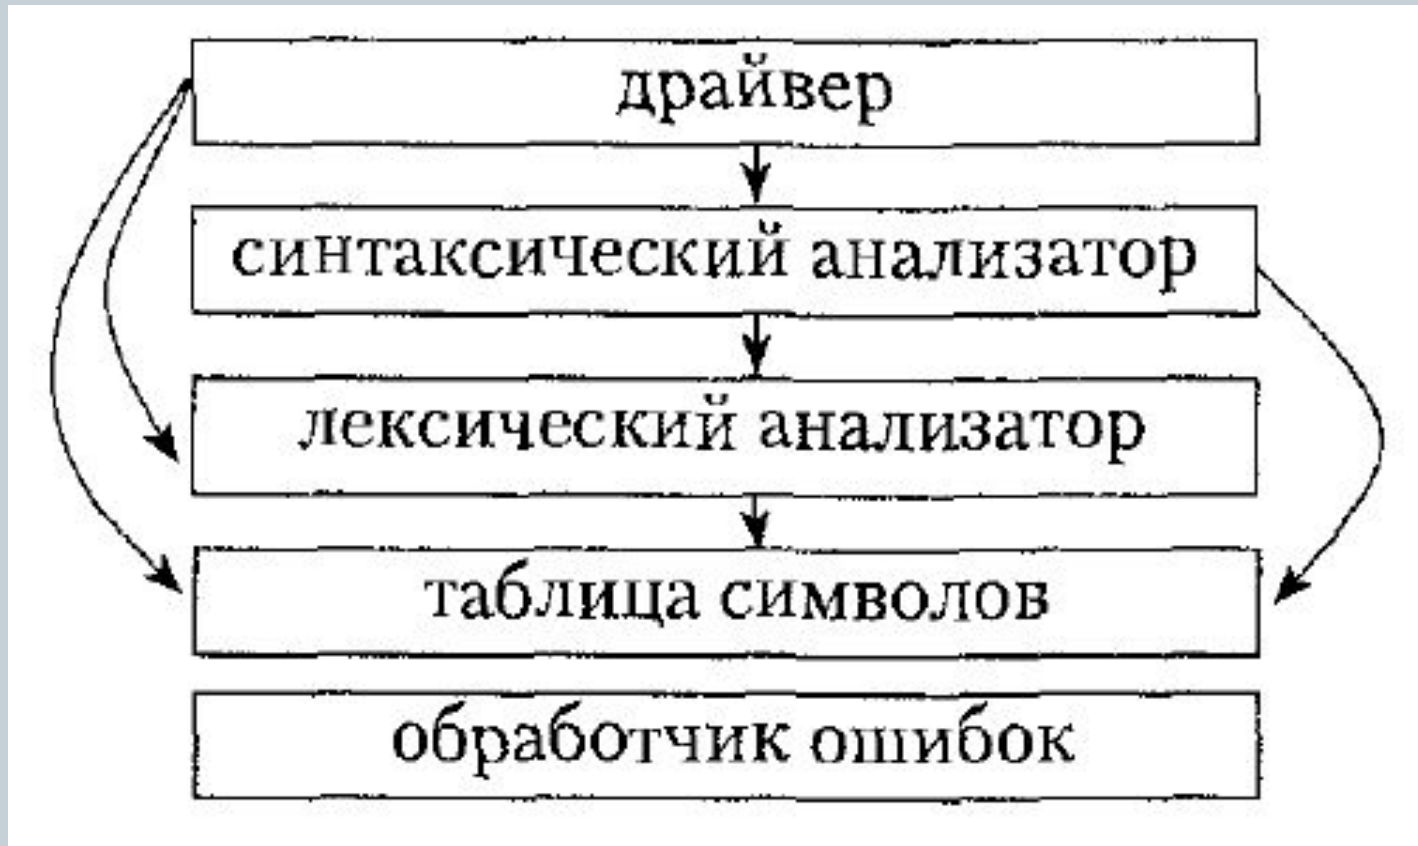 драйвер
синтаксический анализатор
лексический анализатор
таблица символов
обработчик ошибок